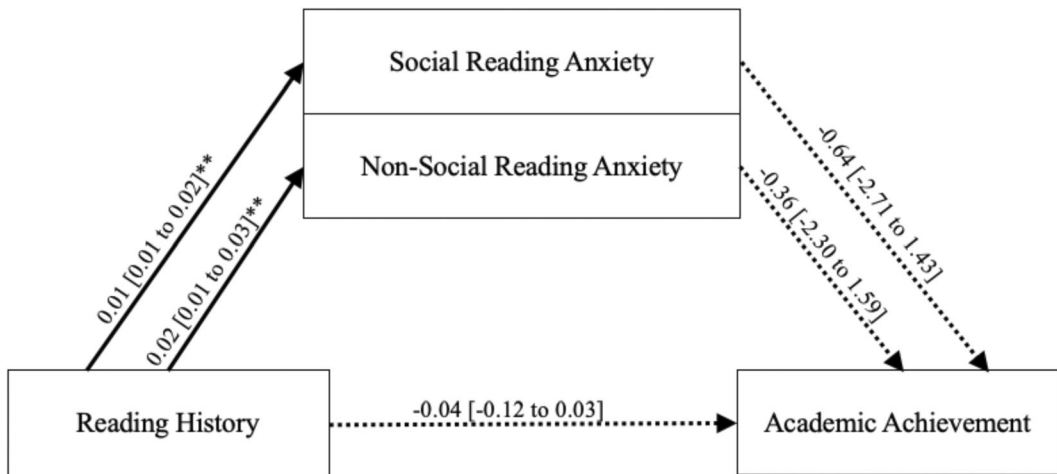 Social Reading Anxiety
Non-Social Reading Anxiety
0.01 [0.01 to 0.02]**
0.02 [0.01 to 0.03]**
-0.64 [-2.71 to 1.43]
-0.36 [-2.30 to 1.59]
Reading History
-0.04 [-0.12 to 0.03]
Academic Achievement